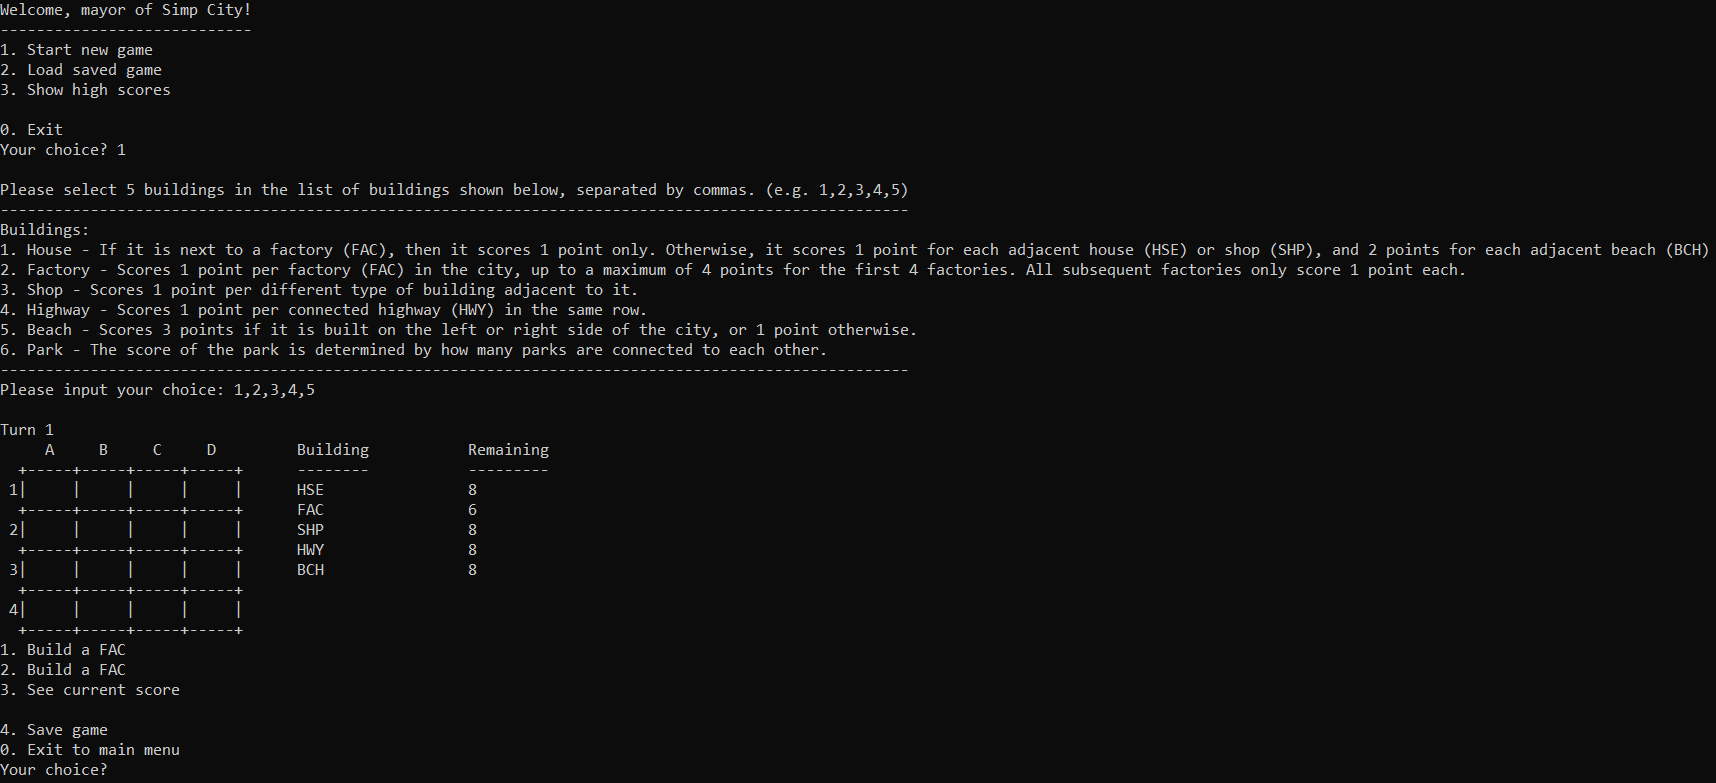 Welcome, mayor of Simp City!
----------------------------
1. Start new game
2. Load saved game
3. Show high scores

0. Exit
Your choice? 1

Please select 5 buildings in the list of buildings shown below, separated by commas. (e.g. 1,2,3,4,5)
-----------------------------------------------------------------------------------------------------
Buildings:
1. House - If it is next to a factory (FAC), then it scores 1 point only. Otherwise, it scores 1 point for each adjacent house (HSE) or shop (SHP), and 2 points for each adjacent beach (BCH)
2. Factory - Scores 1 point per factory (FAC) in the city, up to a maximum of 4 points for the first 4 factories. All subsequent factories only score 1 point each.
3. Shop - Scores 1 point per different type of building adjacent to it.
4. Highway - Scores 1 point per connected highway (HWY) in the same row.
5. Beach - Scores 3 points if it is built on the left or right side of the city, or 1 point otherwise.
6. Park - The score of the park is determined by how many parks are connected to each other.
-----------------------------------------------------------------------------------------------------
Please input your choice: 1,2,3,4,5

Turn 1
     A     B     C     D         Building           Remaining
  +-----+-----+-----+-----+      --------           ---------
 1|     |     |     |     |      HSE                8
  +-----+-----+-----+-----+      FAC                6
 2|     |     |     |     |      SHP                8
  +-----+-----+-----+-----+      HWY                8
 3|     |     |     |     |      BCH                8
  +-----+-----+-----+-----+
 4|     |     |     |     |
  +-----+-----+-----+-----+
1. Build a FAC
2. Build a FAC
3. See current score

4. Save game
0. Exit to main menu
Your choice?